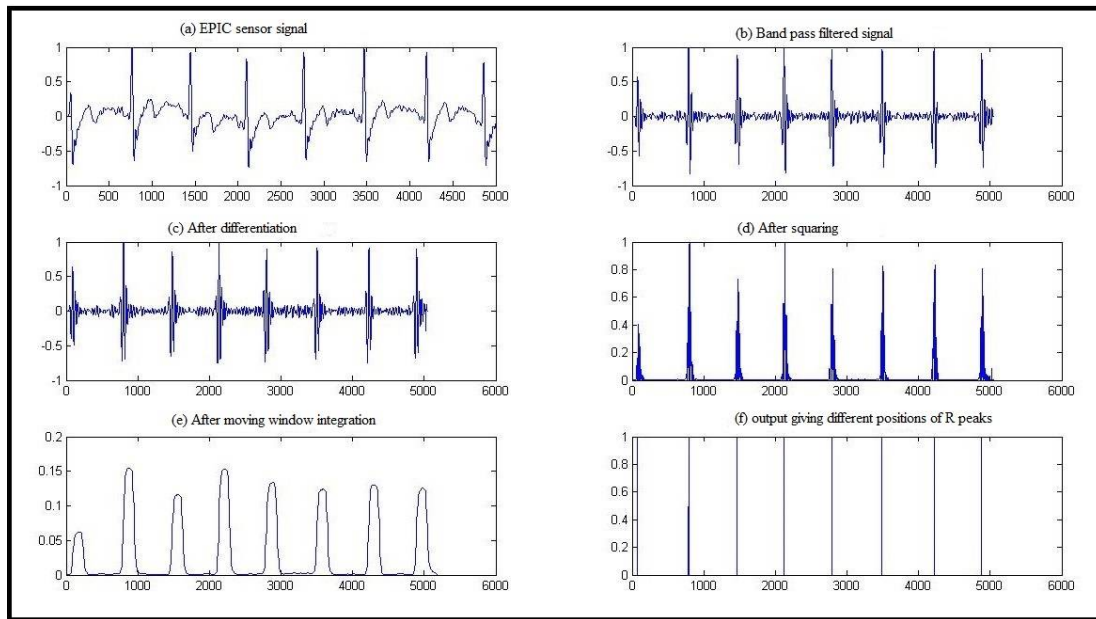 (a) EPIC sensor signal
1
0.5
0
-0.5
-1
0 500 1000 1500 2000 2500 3000 3500 4000 4500 5000
(b) Band pass filtered signal
1
0.5
0
-0.5
-1
0 1000 2000 3000 4000 5000 6000
(c) After differentiation
1
0.5
0
-0.5
-1
0 1000 2000 3000 4000 5000 6000
(d) After squaring
1
0.8
0.6
0.4
0.2
0
0 1000 2000 3000 4000 5000 6000
(e) After moving window integration
0.2
0.15
0.1
0.05
0
0 1000 2000 3000 4000 5000 6000
(f) output giving different positions of R peaks
1
0.8
0.6
0.4
0.2
0
0 1000 2000 3000 4000 5000 6000